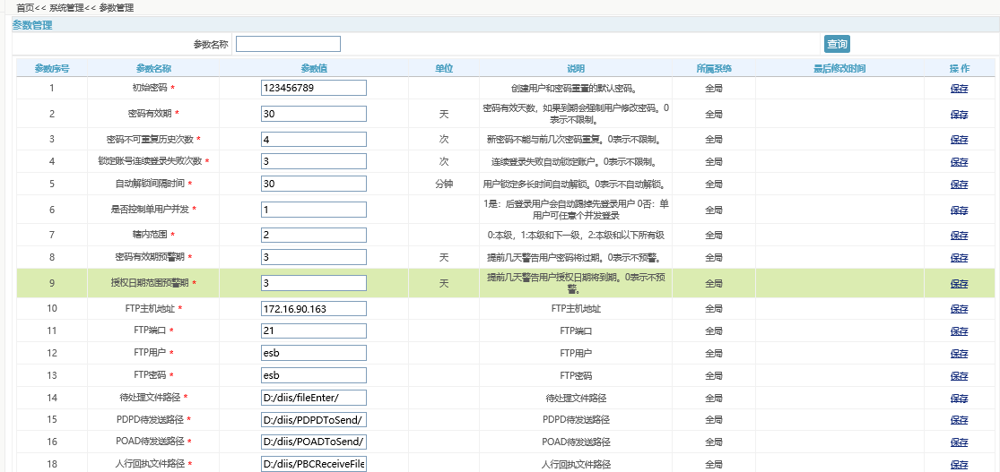 首页<< 系统管理<< 参数管理
参数管理
参数名称 查询
参数序号 参数名称 参数值 单位 说明 所属系统 最后修改时间 操 作
1 初始密码 * 123456789 创建用户和密码重置的默认密码。 全局 保存
2 密码有效期 * 30 天 密码有效天数，如果到期会强制用户修改密码。0
表示不限制。 全局 保存
3 密码不可重复历史次数 * 4 次 新密码不能与前几次密码重复。0表示不限制。 全局 保存
4 锁定账号连续登录失败次数 * 3 次 连续登录失败自动锁定账户。0表示不限制。 全局 保存
5 自动解锁间隔时间 * 30 分钟 用户锁定多长时间自动解锁。0表示不自动解锁。 全局 保存
6 是否控制单用户并发 * 1 1是：后登录用户会自动踢掉先登录用户 0否：单
用户可任意个并发登录 全局 保存
7 辖内范围 * 2 0:本级，1:本级和下一级，2:本级和以下所有级 全局 保存
8 密码有效期预警期 * 3 天 提前几天警告用户密码将过期。0表示不预警。 全局 保存
9 授权日期范围预警期 * 3 天 提前几天警告用户授权日期将到期。0表示不预
警。 全局 保存
10 FTP主机地址 * 172.16.90.163 FTP主机地址 全局 保存
11 FTP端口 * 21 FTP端口 全局 保存
12 FTP用户 * esb FTP用户 全局 保存
13 FTP密码 * esb FTP密码 全局 保存
14 待处理文件路径 * D:/diis/fileEnter/ 待处理文件路径 全局 保存
15 PDPD待发送路径 * D:/diis/PDPDToSend/ PDPD待发送路径 全局 保存
16 POAD待发送路径 * D:/diis/POADToSend/ POAD待发送路径 全局 保存
18 人行回执文件路径 * D:/diis/PBCReceiveFile 人行回执文件路径 全局 保存